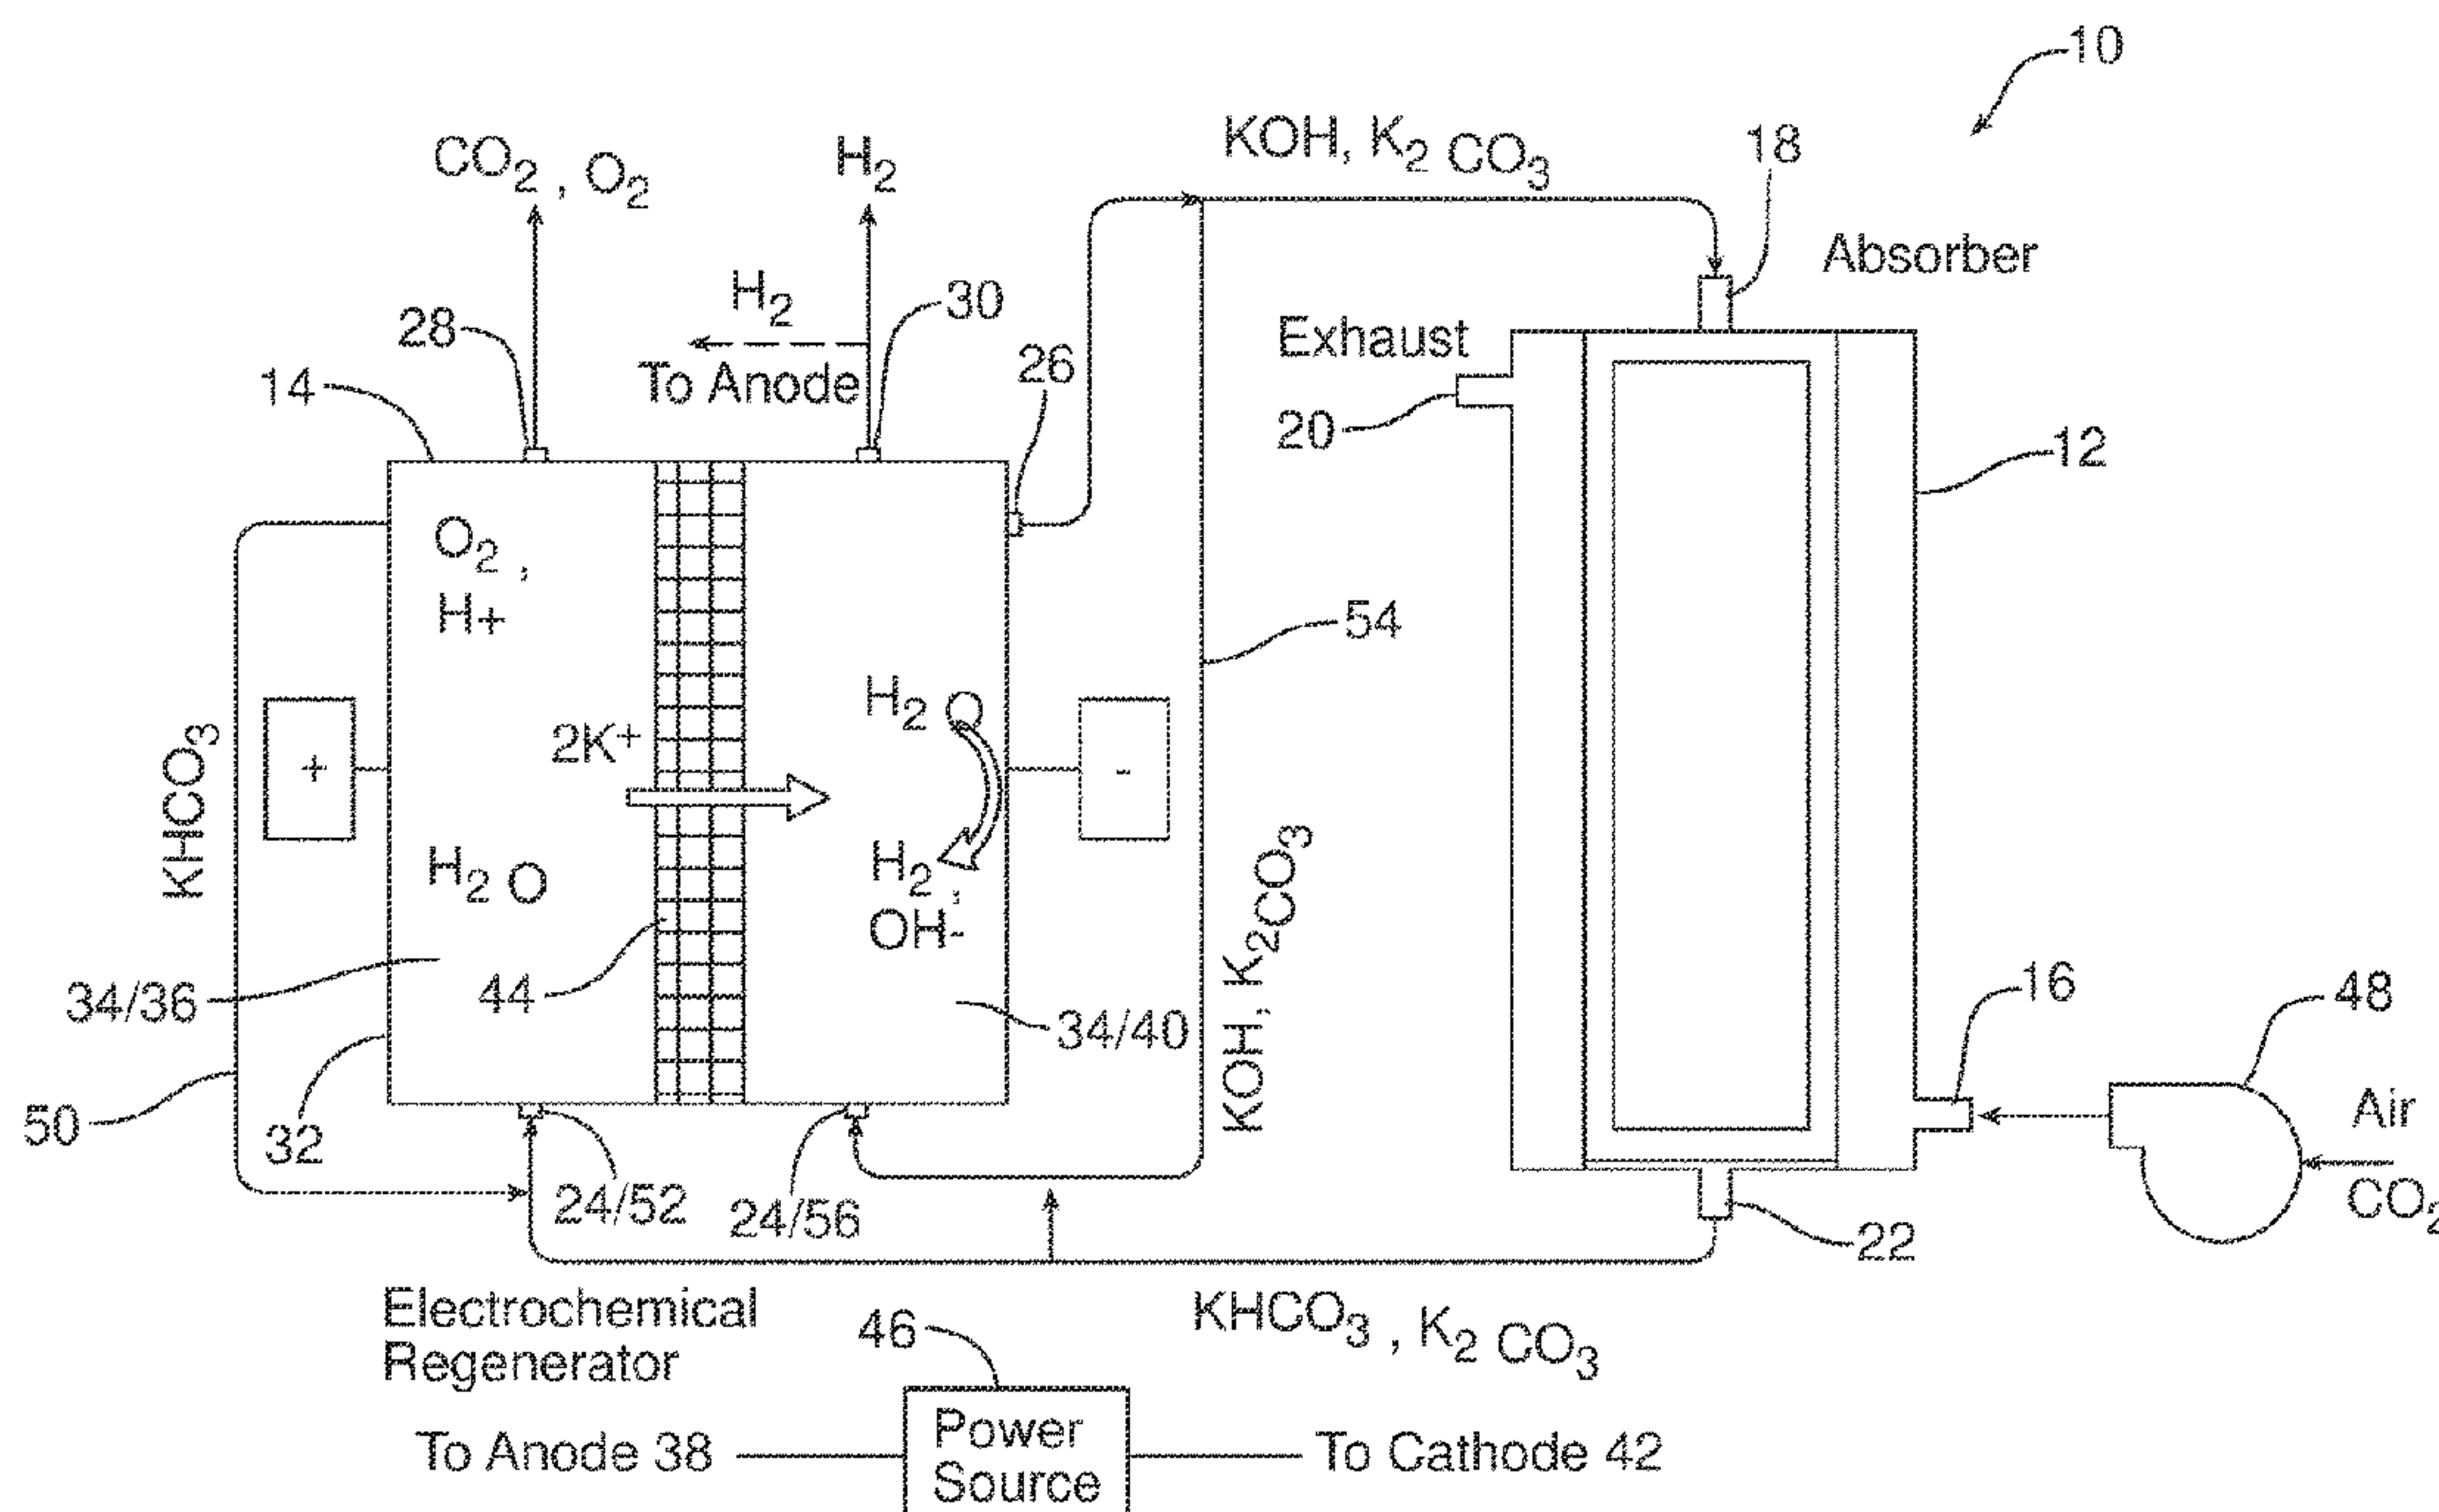 10
CO2 , O2
H2
KOH, K2 CO3
18
Absorber
H2
To Anode
28
30
26
Exhaust
20
14
12
O2 ,
H+
54
KHCO3
+
2K+
H2 O
-
H2 O
H2 ,
OH-
KOH, K2CO3
34/36
44
34/40
16
48
Air
CO2
50
32
24/52
24/56
22
Electrochemical
Regenerator
KHCO3 , K2 CO3
46
To Anode 38
Power
Source
To Cathode 42